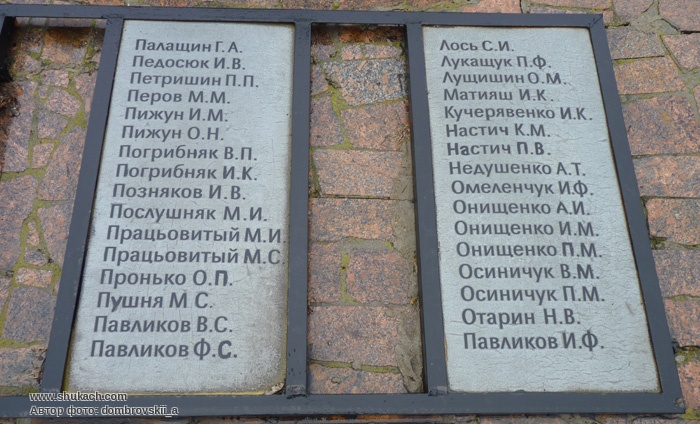 Палащин Г.А.
Педосюк И.В.
Петришин П.П.
Перов М.М.
Пижун И.М.
Пижун О.Н.
Погрибняк В.П.
Погрибняк И.К.
Позняков И.В.
Послушняк М.И.
Працьовитый М.И.
Працьовитый М.С.
Пронько О.П.
Пушня М.С.
Павликов В.С.
Павликов Ф.С.
Лось С.И.
Лукащук П.Ф.
Лущишин О.М.
Матияш И.К.
Кучерявенко И.К.
Настич К.М.
Настич П.В.
Недушенко А.Т.
Омеленчук И.Ф.
Онищенко А.И.
Онищенко И.М.
Онищенко П.М.
Осиничук В.М.
Осиничук П.М.
Отарин Н.В.
Павликов И.Ф.
www.shukach.com
Автор фото: dombrovskii_a